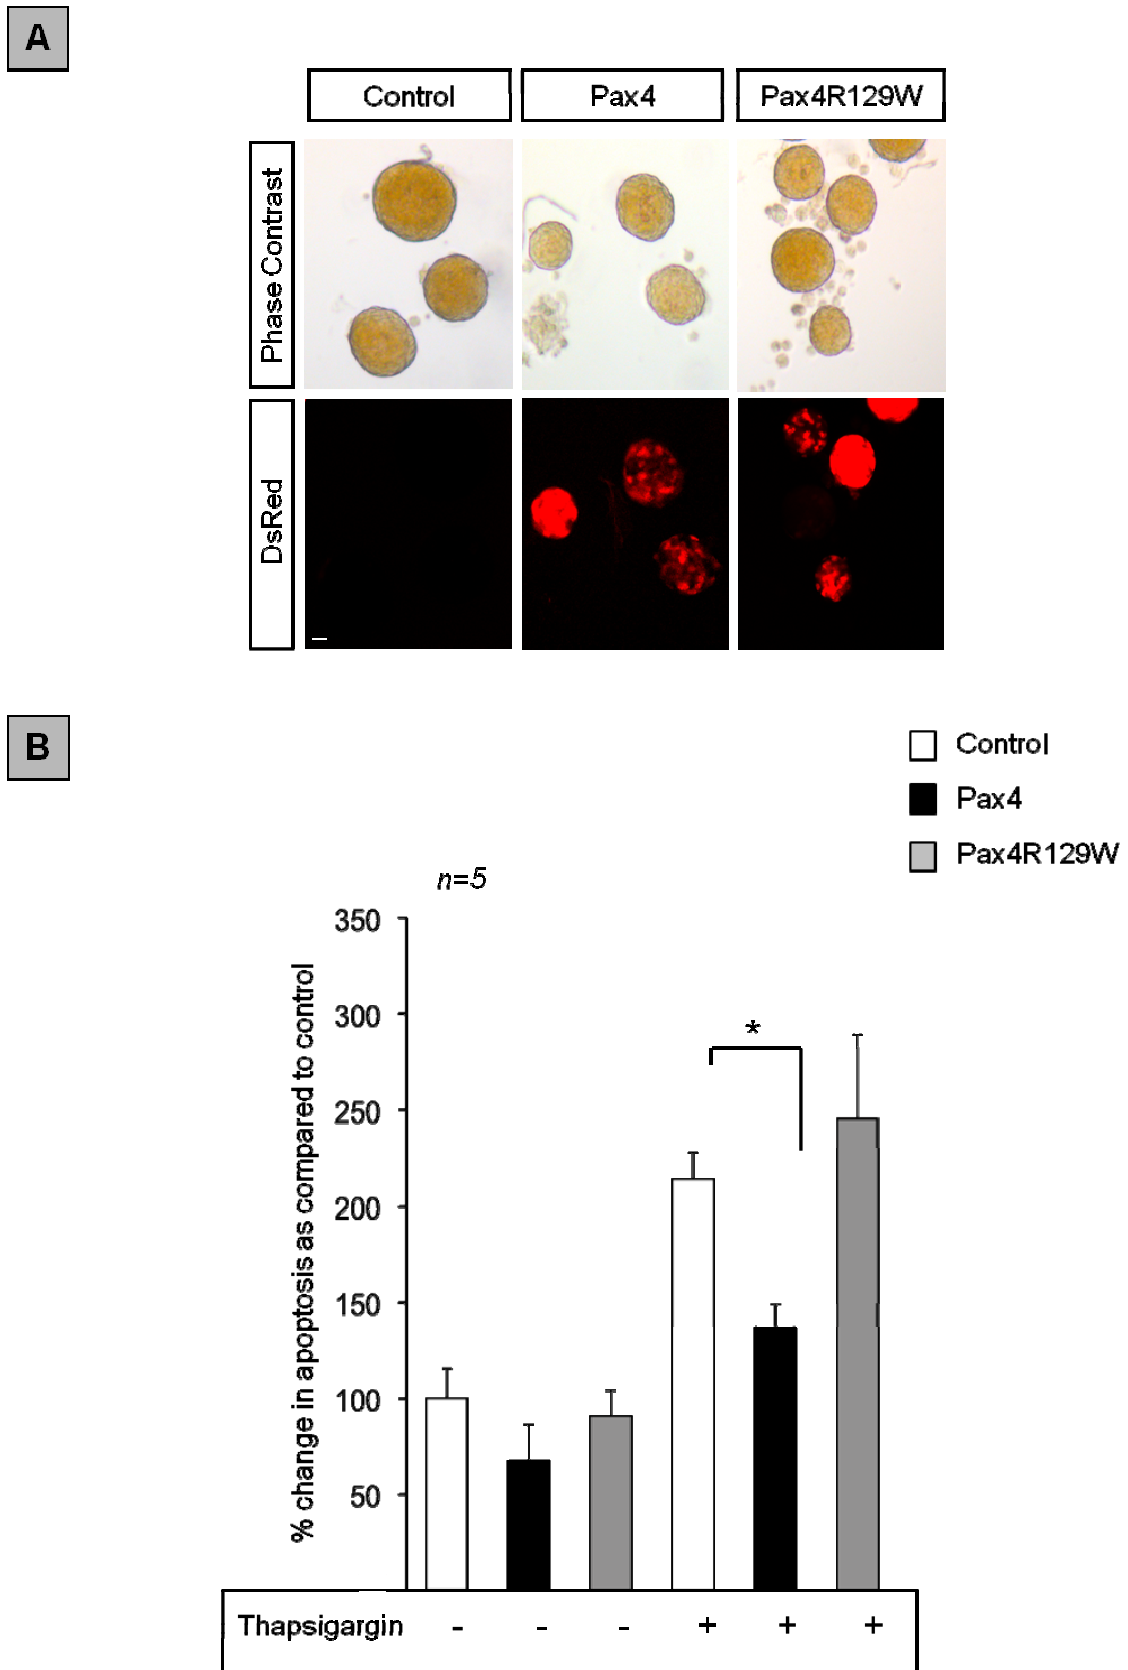 A
Control
Pax4
Pax4R129W
Phase Contrast
DsRed
B
Control
Pax4
Pax4R129W
n=5
% change in apoptosis as compared to control
350
300
250
200
150
100
50
*
Thapsigargin - - - + + +